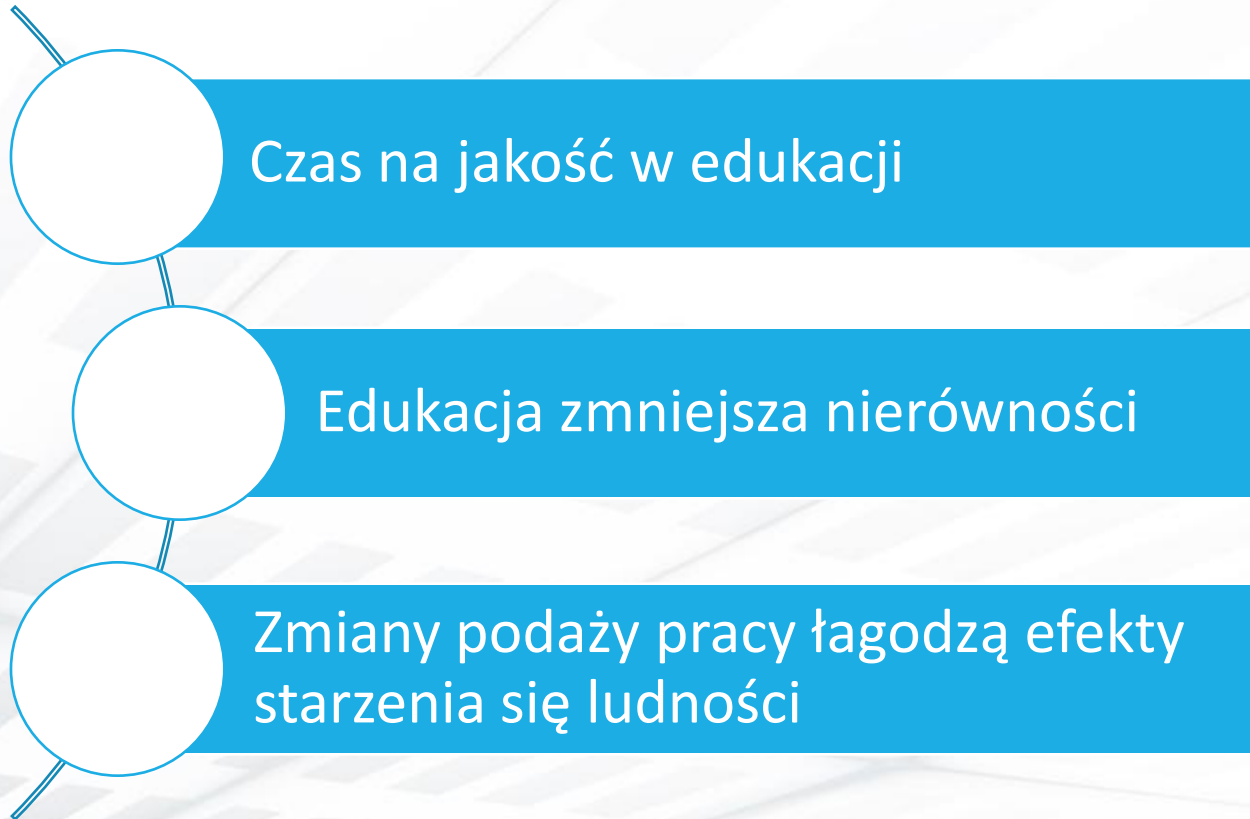 Czas na jakość w edukacji
Edukacja zmniejsza nierówności
Zmiany podaży pracy łagodzą efekty
starzenia się ludności